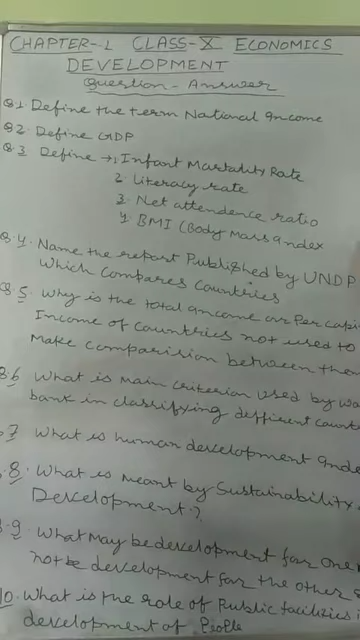 CHAPTER-1 CLASS-X ECONOMICS
DEVELOPMENT
Question - Answer
Q.1 Define the term National Income
Q.2 Define GDP
Q.3 Define → 1. Infant Martality Rate
2. Literacy rate
3. Net attendence ratio
4. BMI (Body Mass Index
Q.4. Name the report Published by UNDP
Which compares Countries
Q.5. Why is the total income or Per capi
Income of countries not used to
Make comparision between them
Q.6 What is main criterion used by
bank in classifying different count
.7 What is human development Inde
.8. What is meant by Sustainability
Development?
.9. What May be development for one
not be development for the other
10. What is the role of Public facilities
development of People